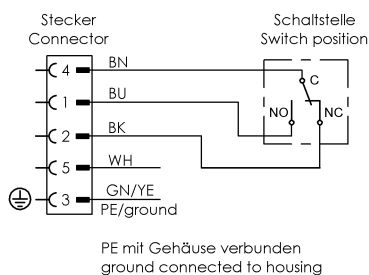 Stecker
Connector
Schaltstelle
Switch position
4 BN
C
1 BU
NO NC
2 BK
5 WH
3 GN/YE
PE/ground
PE mit Gehäuse verbunden
ground connected to housing